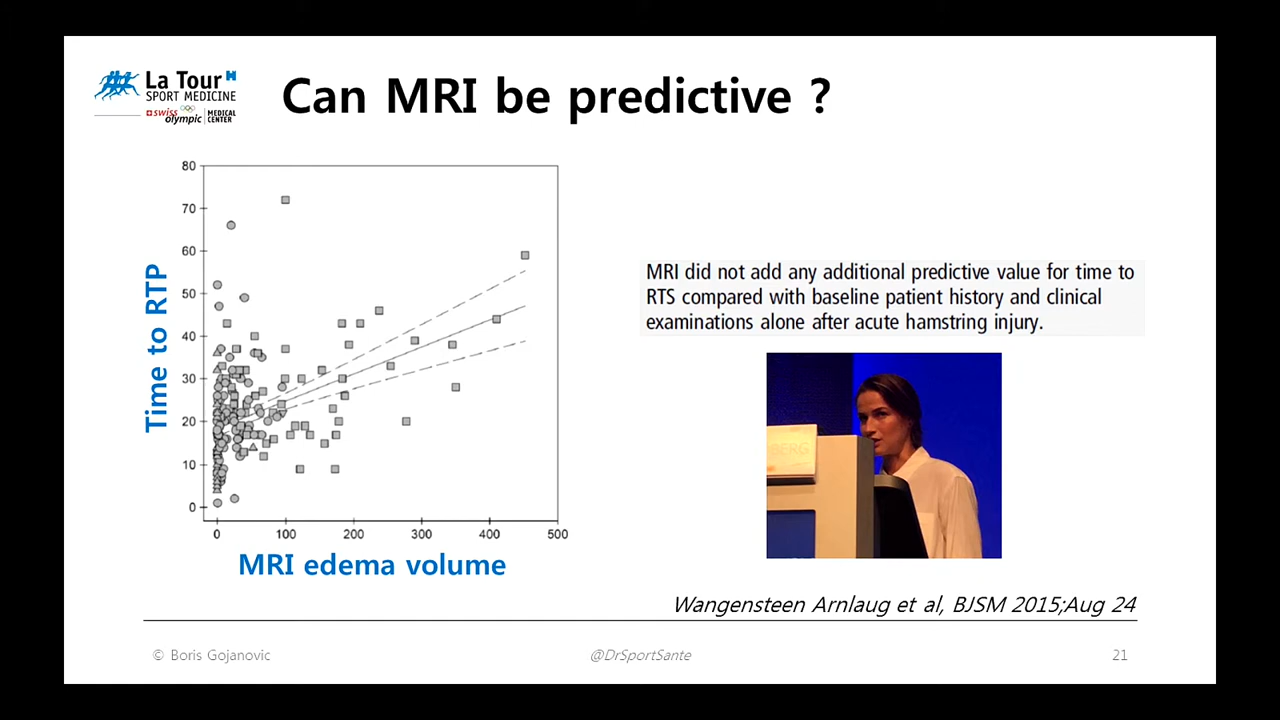 La Tour
SPORT MEDICINE
swiss olympic
MEDICAL CENTER
Can MRI be predictive ?
80
70
60
50
40
30
20
10
0
Time to RTP
0 100 200 300 400 500
MRI edema volume
MRI did not add any additional predictive value for time to
RTS compared with baseline patient history and clinical
examinations alone after acute hamstring injury.
BERG
Wangensteen Arnlaug et al, BJSM 2015;Aug 24
© Boris Gojanovic
@DrSportSante
21